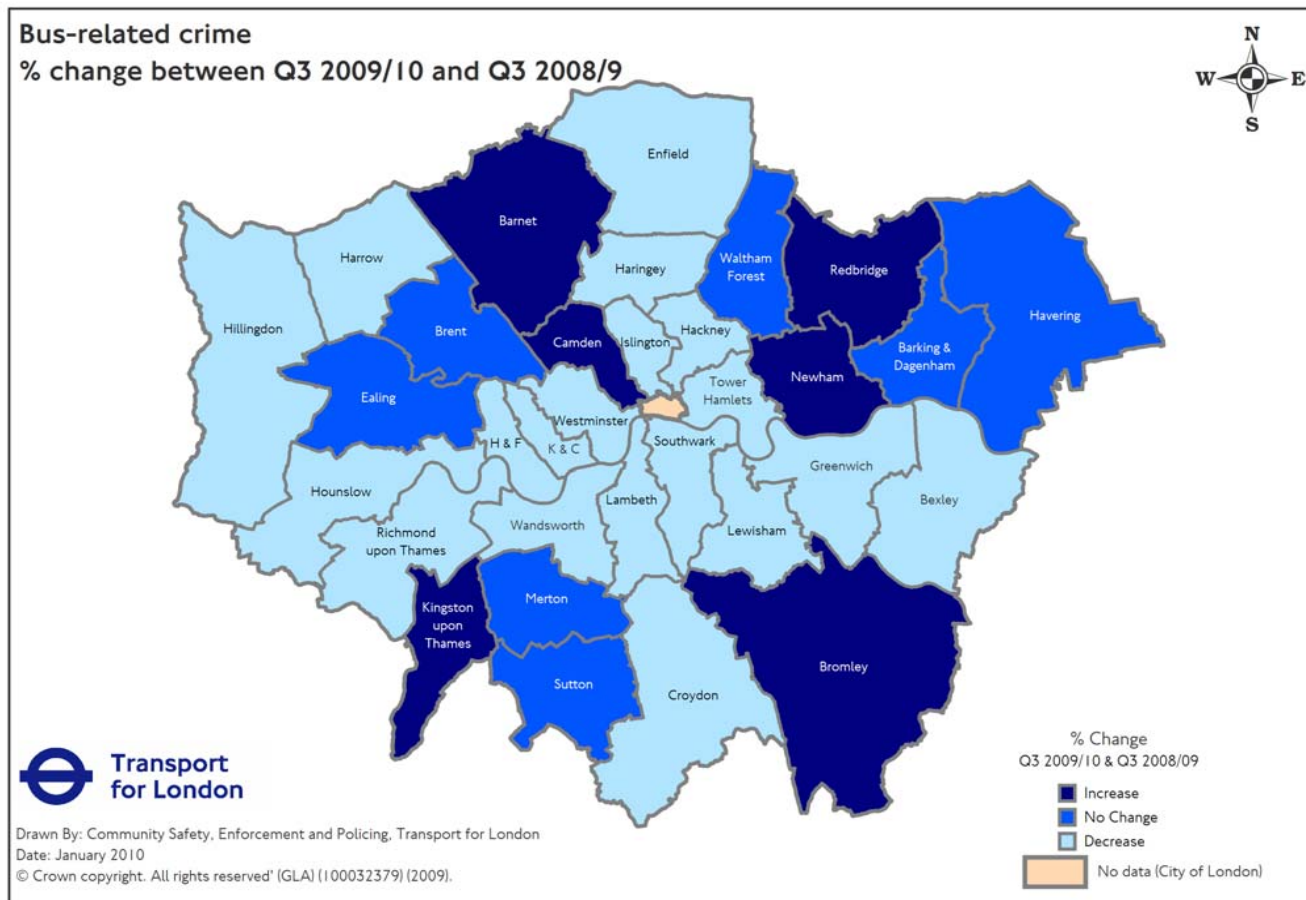 Bus-related crime
% change between Q3 2009/10 and Q3 2008/9
N
W
E
S
Enfield
Barnet
Harrow
Haringey
Waltham
Forest
Redbridge
Havering
Hillingdon
Brent
Camden
Islington
Hackney
Barking &
Dagenham
Newham
Ealing
Tower
Hamlets
Westminster
H & F
K & C
Southwark
Greenwich
Hounslow
Bexley
Lambeth
Richmond
upon Thames
Wandsworth
Lewisham
Kingston
upon
Thames
Merton
Bromley
Sutton
Croydon
% Change
Q3 2009/10 & Q3 2008/09
Increase
No Change
Decrease
No data (City of London)
Transport
for London
Drawn By: Community Safety, Enforcement and Policing, Transport for London
Date: January 2010
© Crown copyright. All rights reserved' (GLA) (100032379) (2009).